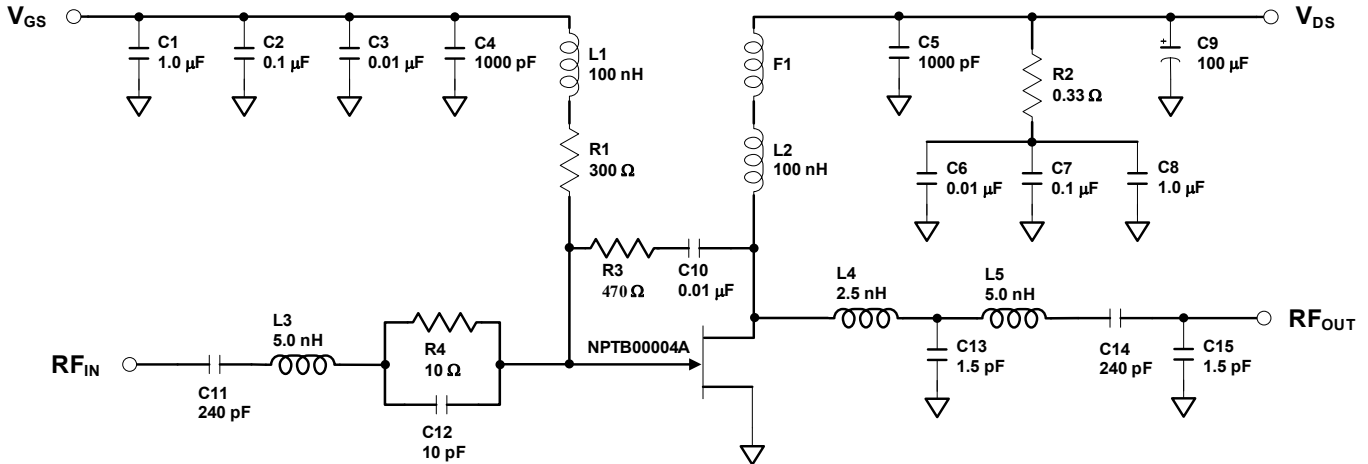 V_GS
C1
1.0 µF
C2
0.1 µF
C3
0.01 µF
C4
1000 pF
L1
100 nH
R1
300 Ω
F1
L2
100 nH
C5
1000 pF
R2
0.33 Ω
+
C9
100 µF
V_DS
C6
0.01 µF
C7
0.1 µF
C8
1.0 µF
R3
470 Ω
C10
0.01 µF
RF_IN
C11
240 pF
L3
5.0 nH
R4
10 Ω
C12
10 pF
NPTB00004A
L4
2.5 nH
C13
1.5 pF
L5
5.0 nH
C14
240 pF
C15
1.5 pF
RF_OUT